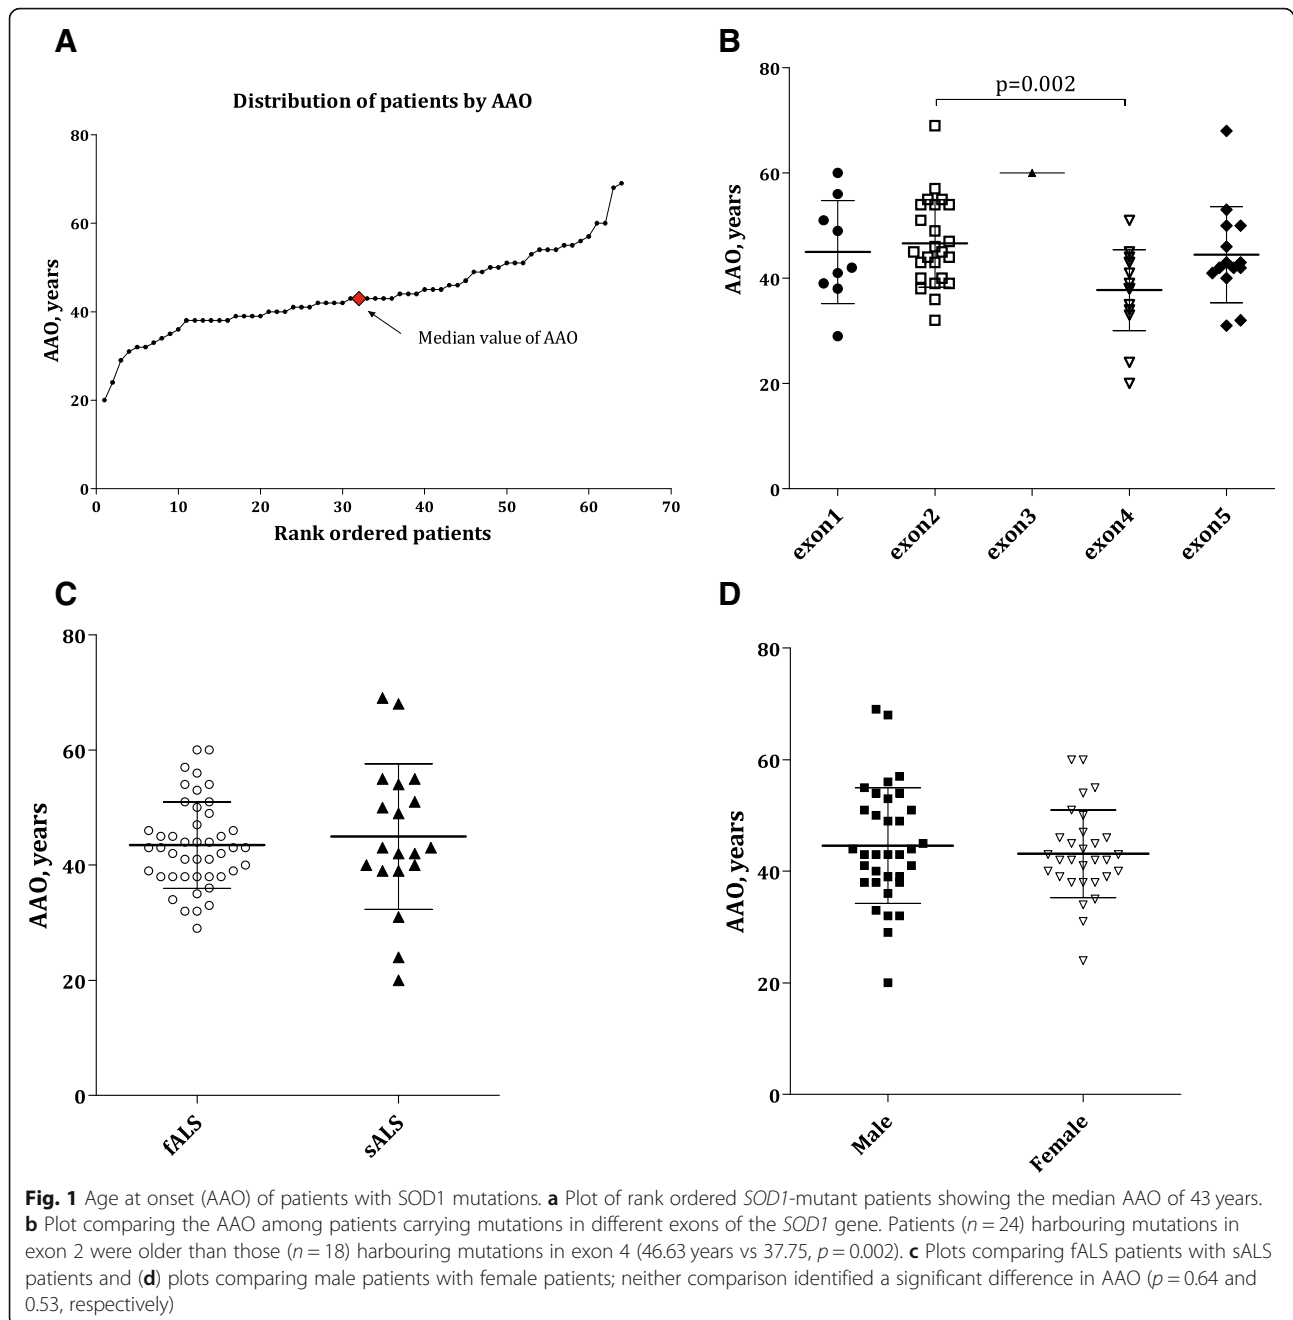 A
Distribution of patients by AAO
80
60
40
20
0
AAO, years
Median value of AAO
0 10 20 30 40 50 60 70
Rank ordered patients
B
p=0.002
80
60
40
20
0
AAO, years
exon1 exon2 exon3 exon4 exon5
C
80
60
40
20
0
AAO, years
fALS sALS
D
80
60
40
20
0
AAO, years
Male Female
Fig. 1 Age at onset (AAO) of patients with SOD1 mutations. a Plot of rank ordered SOD1-mutant patients showing the median AAO of 43 years.
b Plot comparing the AAO among patients carrying mutations in different exons of the SOD1 gene. Patients (n = 24) harbouring mutations in
exon 2 were older than those (n = 18) harbouring mutations in exon 4 (46.63 years vs 37.75, p = 0.002). c Plots comparing fALS patients with sALS
patients and (d) plots comparing male patients with female patients; neither comparison identified a significant difference in AAO (p = 0.64 and
0.53, respectively)